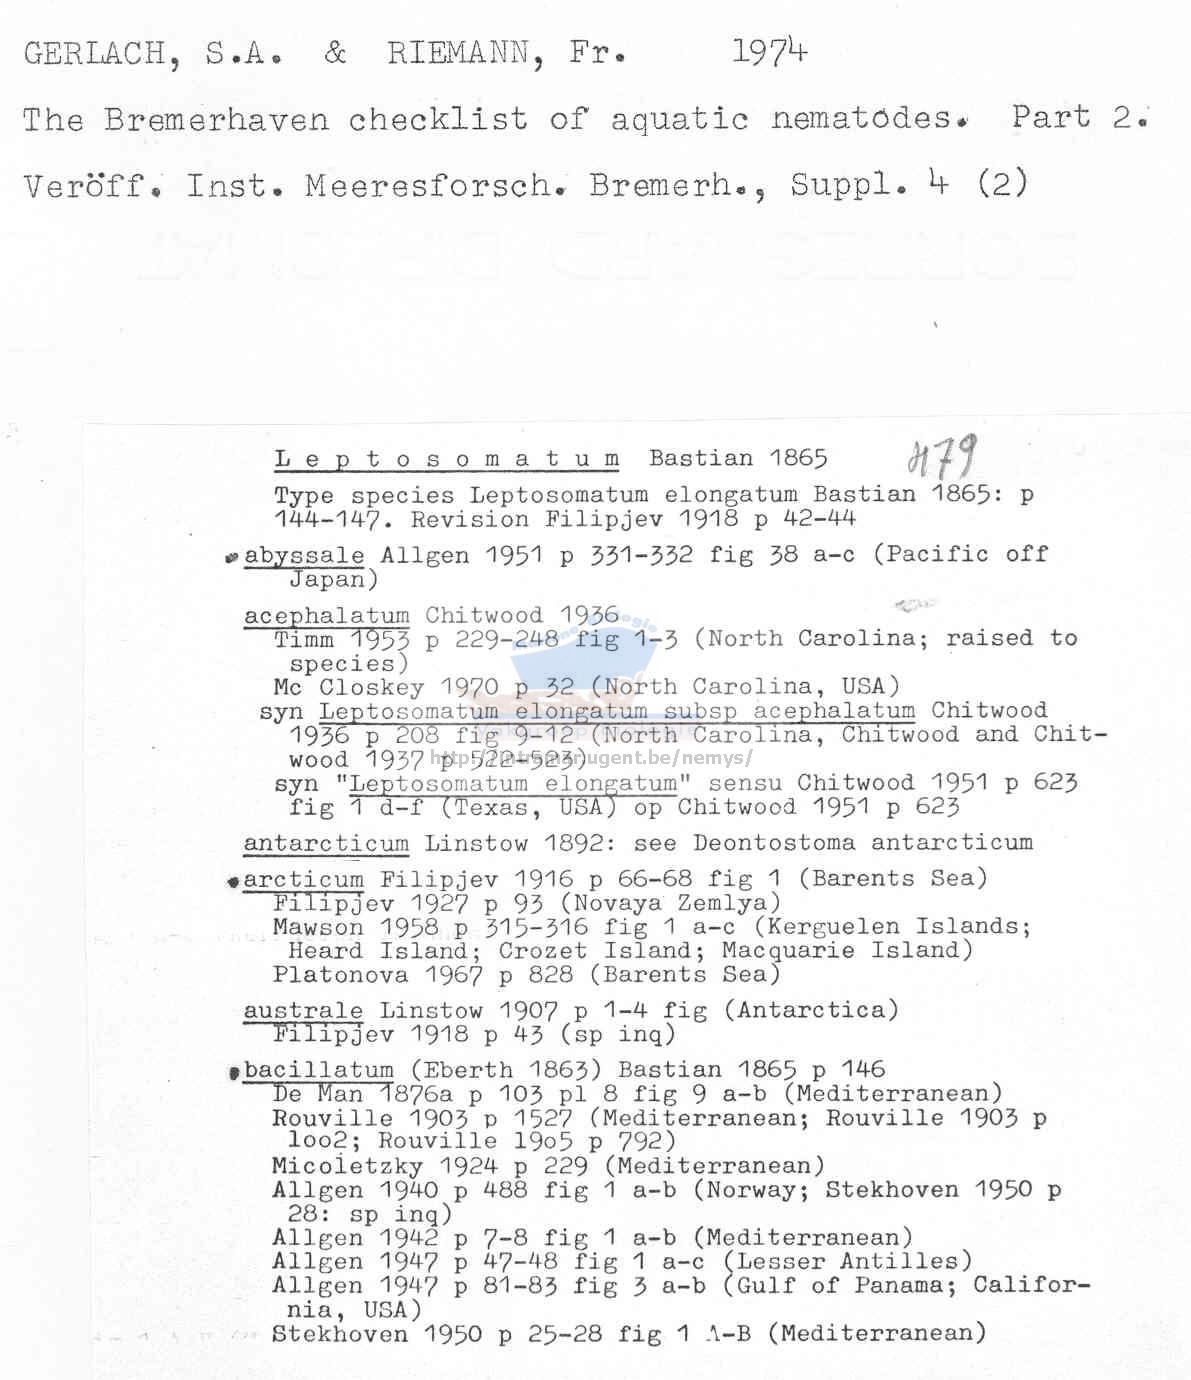 GERLACH, S.A. & RIEMANN, Fr. 1974
The Bremerhaven checklist of aquatic nematodes. Part 2.
Veröff. Inst. Meeresforsch. Bremerh., Suppl. 4 (2)
L e p t o s o m a t u m Bastian 1865 479
Type species Leptosomatum elongatum Bastian 1865: p
144-147. Revision Filipjev 1918 p 42-44
abyssale Allgen 1951 p 331-332 fig 38 a-c (Pacific off
Japan)
acephalatum Chitwood 1936
Timm 1953 p 229-248 fig 1-3 (North Carolina; raised to
species)
Mc Closkey 1970 p 32 (North Carolina, USA)
syn Leptosomatum elongatum subsp acephalatum Chitwood
1936 p 208 fig 9-12 (North Carolina, Chitwood and Chit-
wood 1937 p 522-523)
http://intramar.ugent.be/nemys/
syn "Leptosomatum elongatum" sensu Chitwood 1951 p 623
fig 1 d-f (Texas, USA) op Chitwood 1951 p 623
antarcticum Linstow 1892: see Deontostoma antarcticum
arcticum Filipjev 1916 p 66-68 fig 1 (Barents Sea)
Filipjev 1927 p 93 (Novaya Zemlya)
Mawson 1958 p 315-316 fig 1 a-c (Kerguelen Islands;
Heard Island; Crozet Island; Macquarie Island)
Platonova 1967 p 828 (Barents Sea)
australe Linstow 1907 p 1-4 fig (Antarctica)
Filipjev 1918 p 43 (sp inq)
bacillatum (Eberth 1863) Bastian 1865 p 146
De Man 1876a p 103 pl 8 fig 9 a-b (Mediterranean)
Rouville 1903 p 1527 (Mediterranean; Rouville 1903 p
loo2; Rouville 19o5 p 792)
Micoletzky 1924 p 229 (Mediterranean)
Allgen 1940 p 488 fig 1 a-b (Norway; Stekhoven 1950 p
28: sp inq)
Allgen 1942 p 7-8 fig 1 a-b (Mediterranean)
Allgen 1947 p 47-48 fig 1 a-c (Lesser Antilles)
Allgen 1947 p 81-83 fig 3 a-b (Gulf of Panama; Califor-
nia, USA)
Stekhoven 1950 p 25-28 fig 1 A-B (Mediterranean)